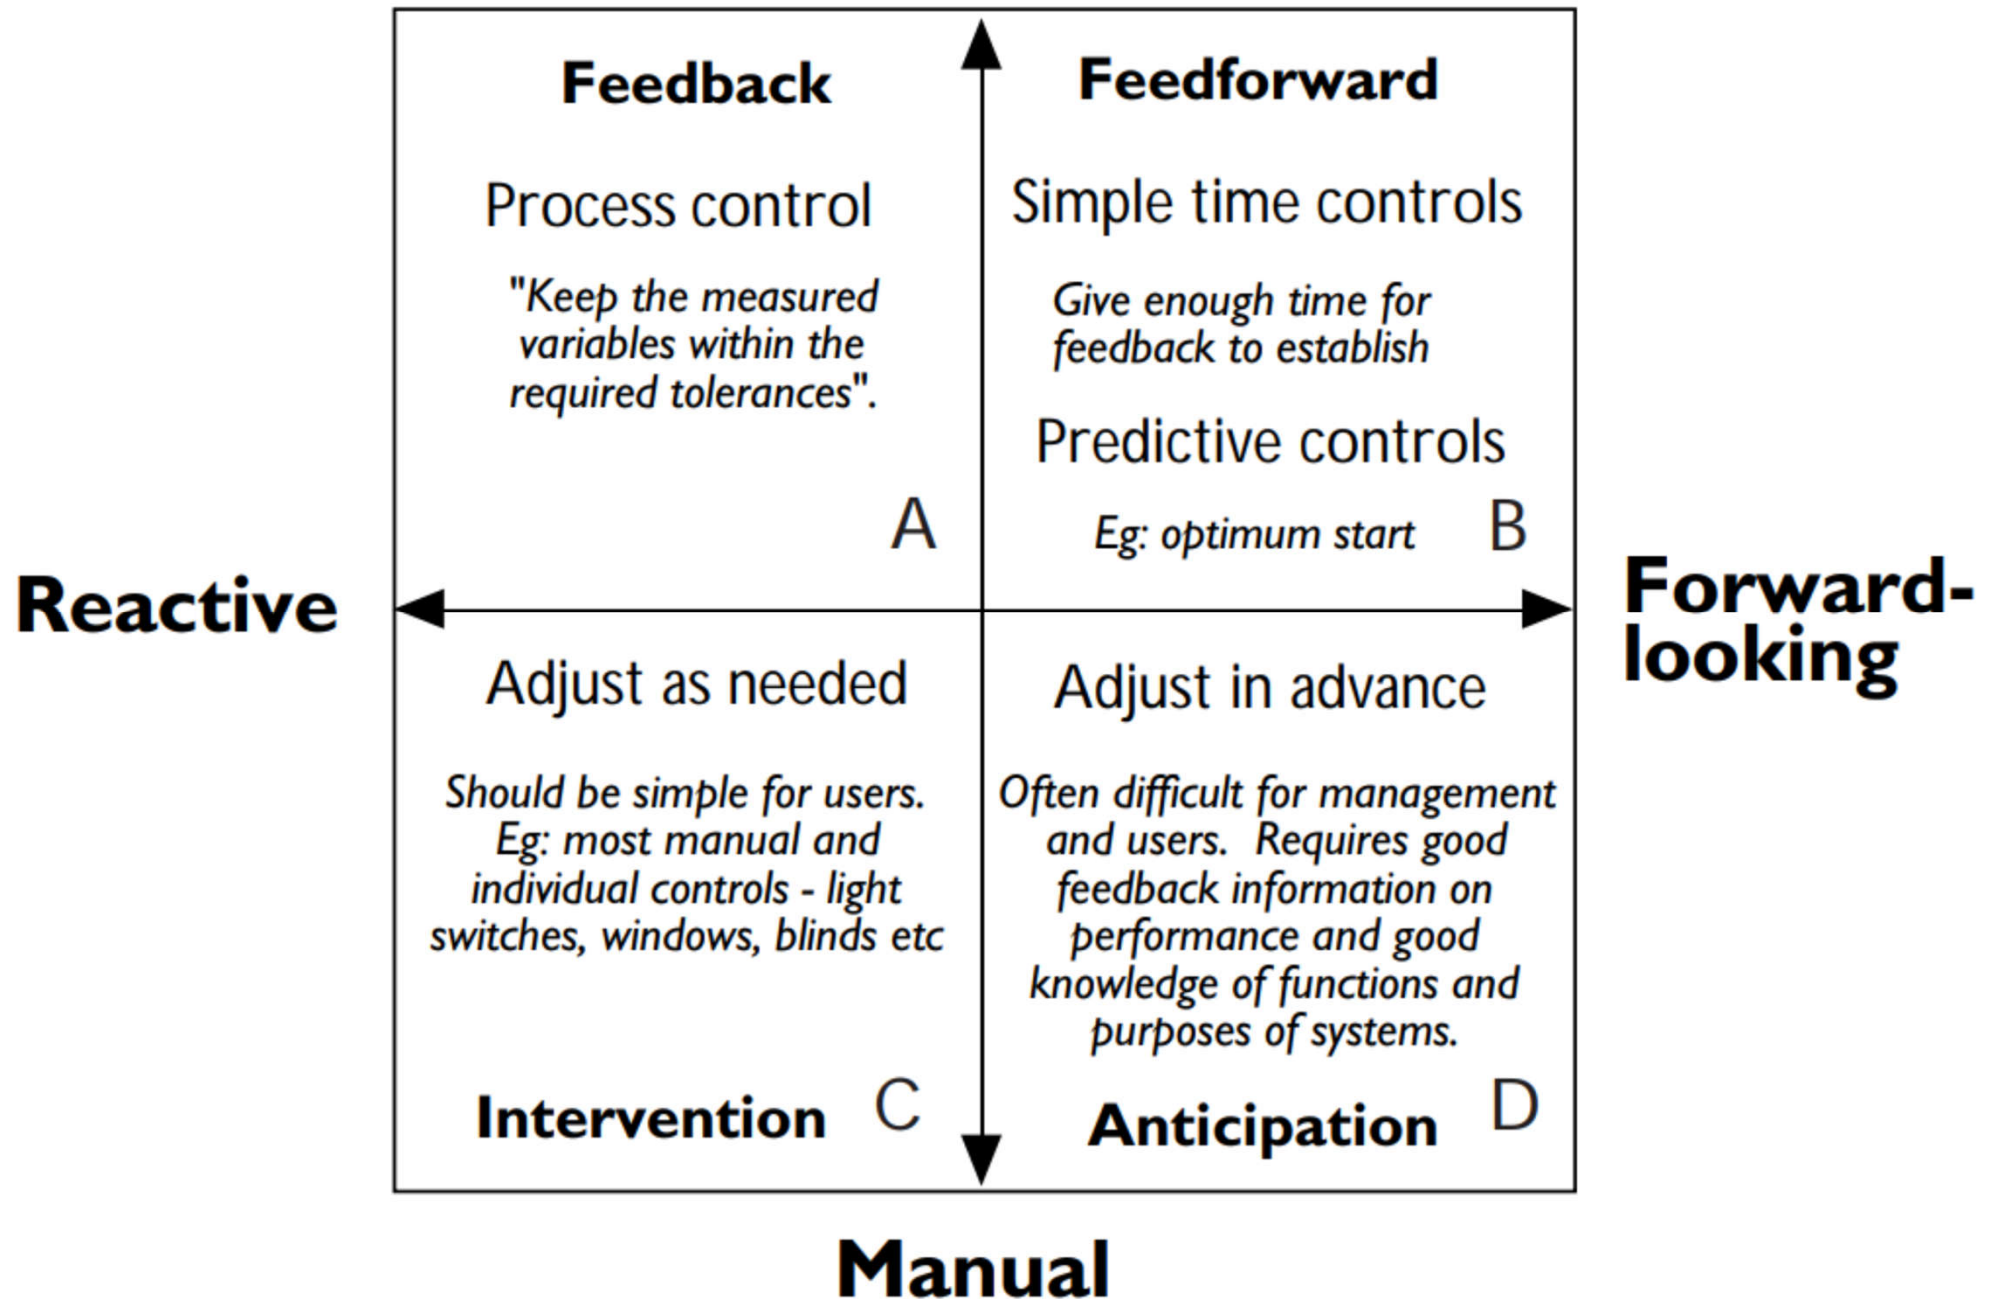 Feedback
Process control
"Keep the measured
variables within the
required tolerances".
A
Feedforward
Simple time controls
Give enough time for
feedback to establish
Predictive controls
Eg: optimum start
B
Reactive
Forward-
looking
Adjust as needed
Should be simple for users.
Eg: most manual and
individual controls - light
switches, windows, blinds etc
Intervention
C
Adjust in advance
Often difficult for management
and users. Requires good
feedback information on
performance and good
knowledge of functions and
purposes of systems.
Anticipation
D
Manual